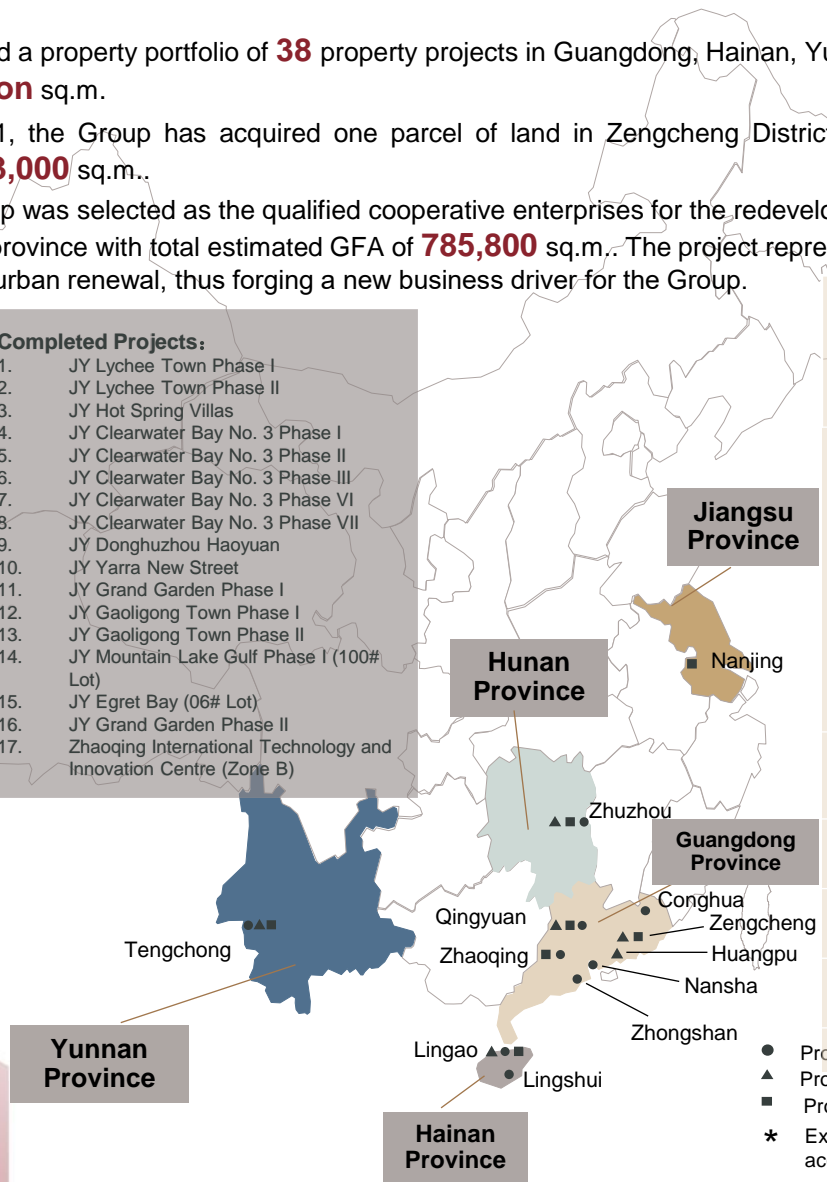 d a property portfolio of 38 property projects in Guangdong, Hainan, Yu
on sq.m.
1, the Group has acquired one parcel of land in Zengcheng District
3,000 sq.m..
p was selected as the qualified cooperative enterprises for the redevelo
province with total estimated GFA of 785,800 sq.m.. The project repre
urban renewal, thus forging a new business driver for the Group.
Completed Projects：
1. JY Lychee Town Phase I
2. JY Lychee Town Phase II
3. JY Hot Spring Villas
4. JY Clearwater Bay No. 3 Phase I
5. JY Clearwater Bay No. 3 Phase II
6. JY Clearwater Bay No. 3 Phase III
7. JY Clearwater Bay No. 3 Phase VI
8. JY Clearwater Bay No. 3 Phase VII
9. JY Donghuzhou Haoyuan
10. JY Yarra New Street
11. JY Grand Garden Phase I
12. JY Gaoligong Town Phase I
13. JY Gaoligong Town Phase II
14. JY Mountain Lake Gulf Phase I (100#
Lot)
15. JY Egret Bay (06# Lot)
16. JY Grand Garden Phase II
17. Zhaoqing International Technology and
Innovation Centre (Zone B)
Jiangsu
Province
Nanjing
Hunan
Province
Zhuzhou
Guangdong
Province
Conghua
Qingyuan
Zengcheng
Zhaoqing
Huangpu
Tengchong
Nansha
Zhongshan
Yunnan
Province
Lingao
Lingshui
Hainan
Province
● Pro
▲ Pro
■ Pro
* Ex
acc